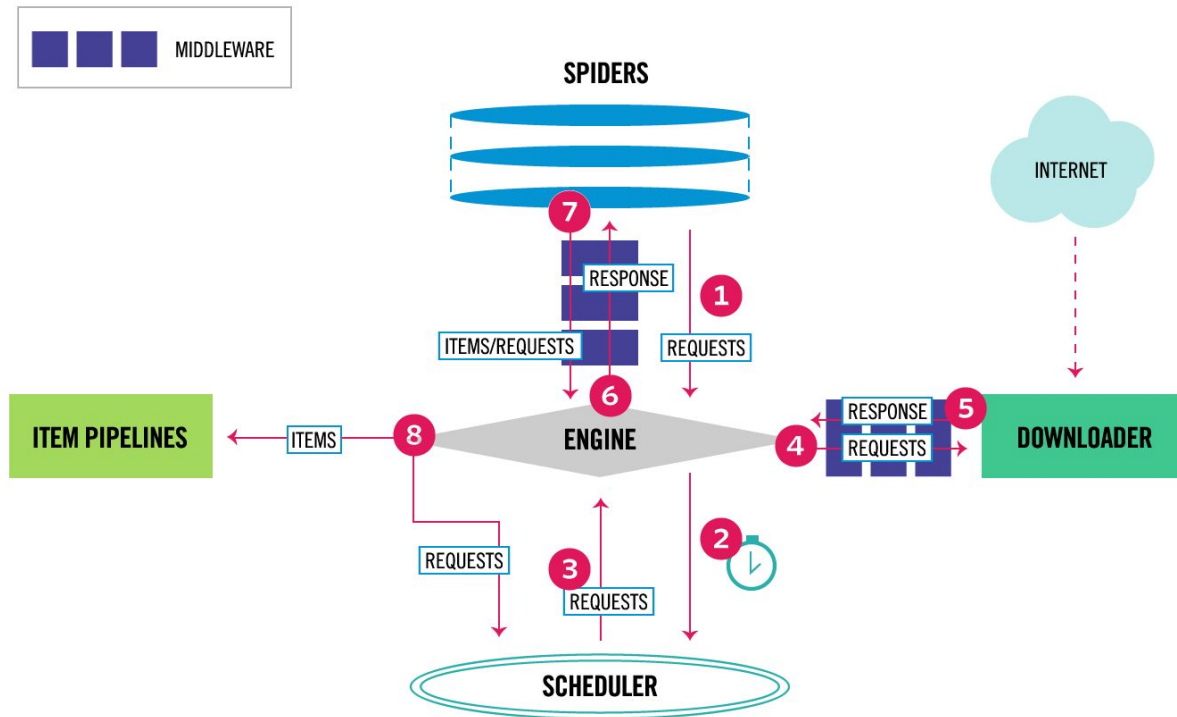 MIDDLEWARE
SPIDERS
INTERNET
7
RESPONSE
1
ITEMS/REQUESTS
REQUESTS
6
ITEM PIPELINES
ITEMS
8
ENGINE
4
RESPONSE
REQUESTS
5
DOWNLOADER
2
REQUESTS
3
REQUESTS
SCHEDULER